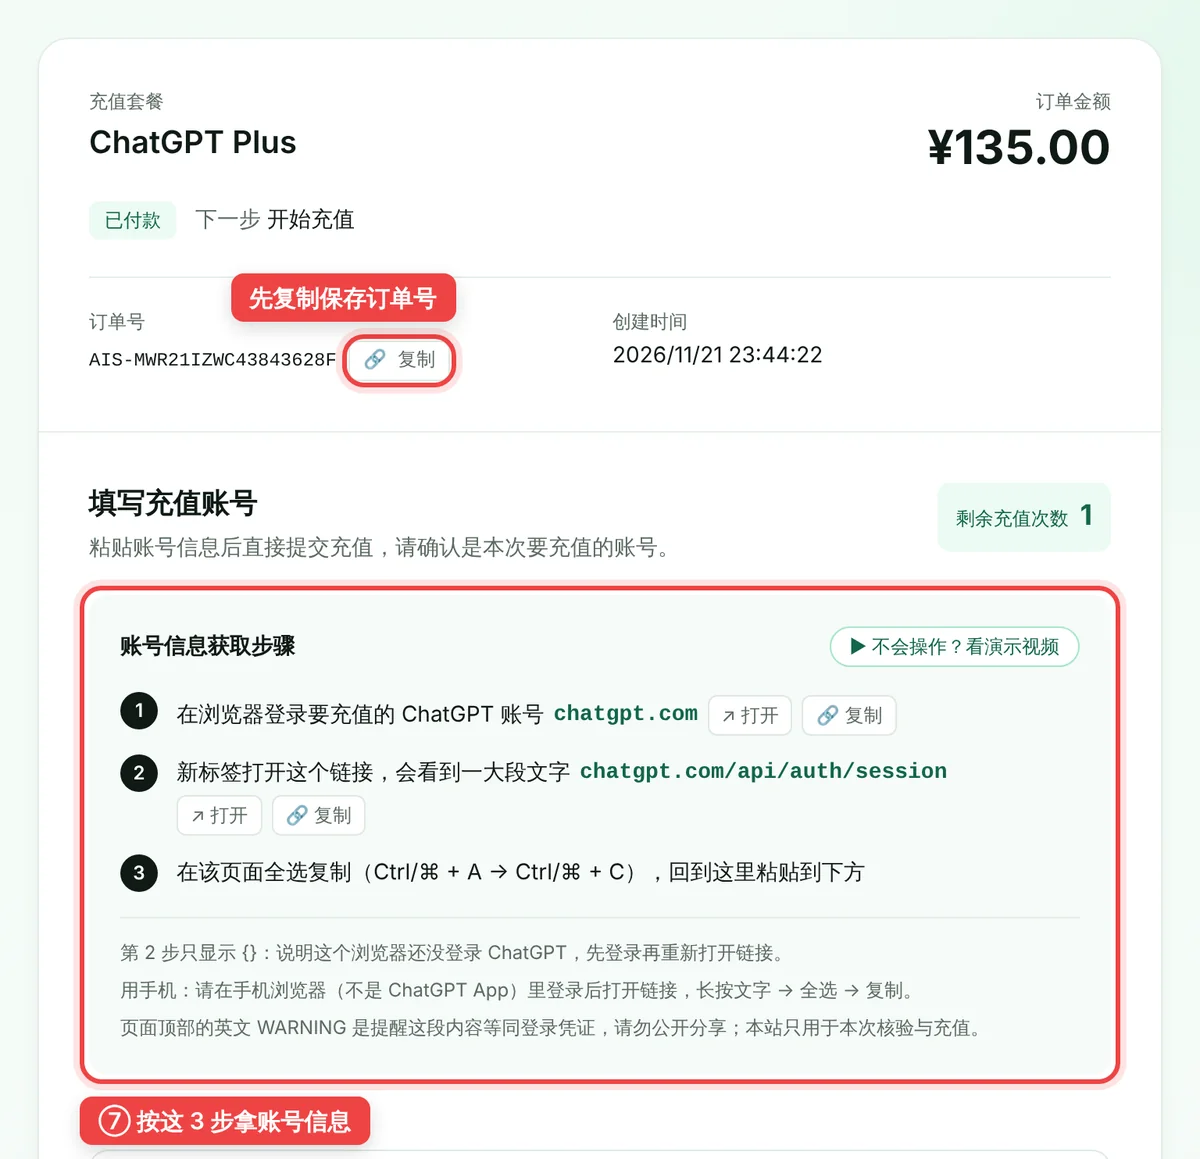 充值套餐
订单金额
ChatGPT Plus
¥135.00
已付款
下一步 开始充值
先复制保存订单号
订单号
创建时间
AIS-MWR21IZWC43843628F
复制
2026/11/21 23:44:22
填写充值账号
剩余充值次数 1
粘贴账号信息后直接提交充值，请确认是本次要充值的账号。
账号信息获取步骤
▶ 不会操作？看演示视频
1 在浏览器登录要充值的 ChatGPT 账号 chatgpt.com ↗ 打开 复制
2 新标签打开这个链接，会看到一大段文字 chatgpt.com/api/auth/session
↗ 打开 复制
3 在该页面全选复制（Ctrl/⌘ + A → Ctrl/⌘ + C），回到这里粘贴到下方
第 2 步只显示 {}：说明这个浏览器还没登录 ChatGPT，先登录再重新打开链接。
用手机：请在手机浏览器（不是 ChatGPT App）里登录后打开链接，长按文字 → 全选 → 复制。
页面顶部的英文 WARNING 是提醒这段内容等同登录凭证，请勿公开分享；本站只用于本次核验与充值。
⑦ 按这 3 步拿账号信息